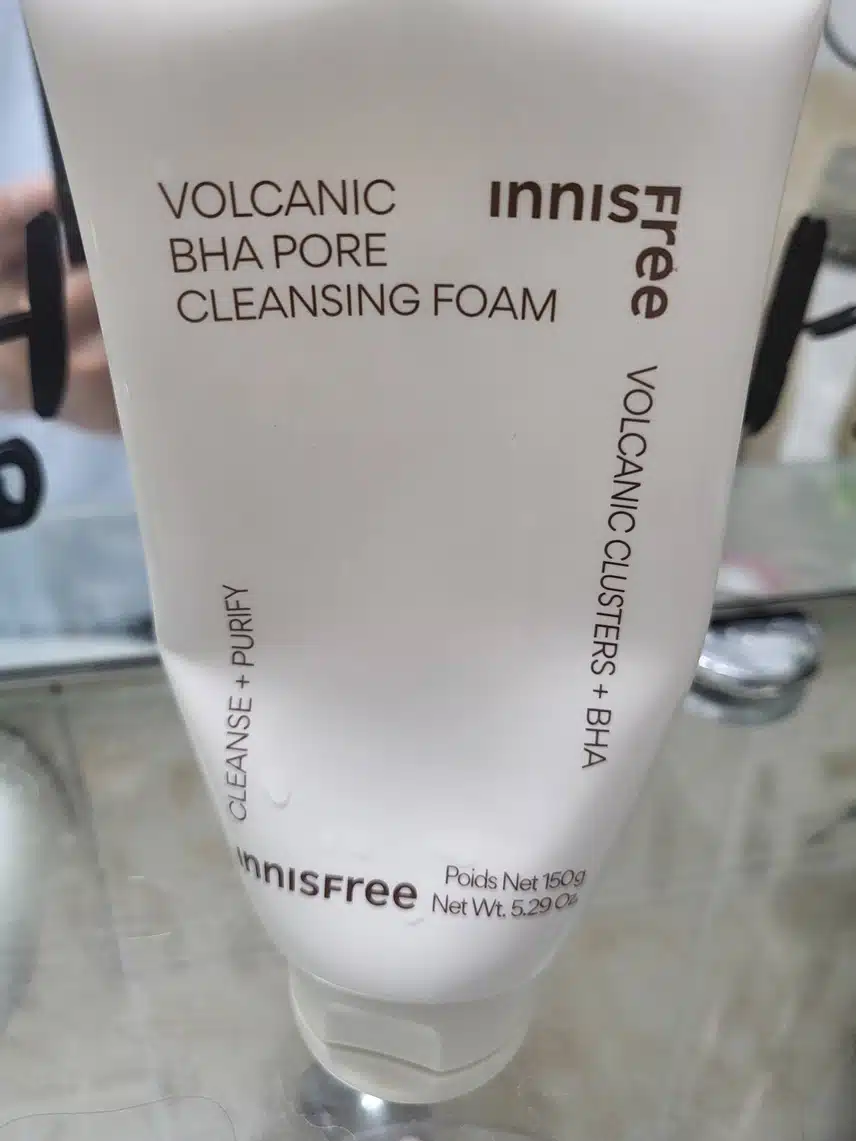 VOLCANIC
BHA PORE
CLEANSING FOAM
INNISFree
VOLCANIC CLUSTERS + BHA
CLEANSE + PURIFY
INNISFree
Poids Net 150g
Net Wt. 5.29 Oz